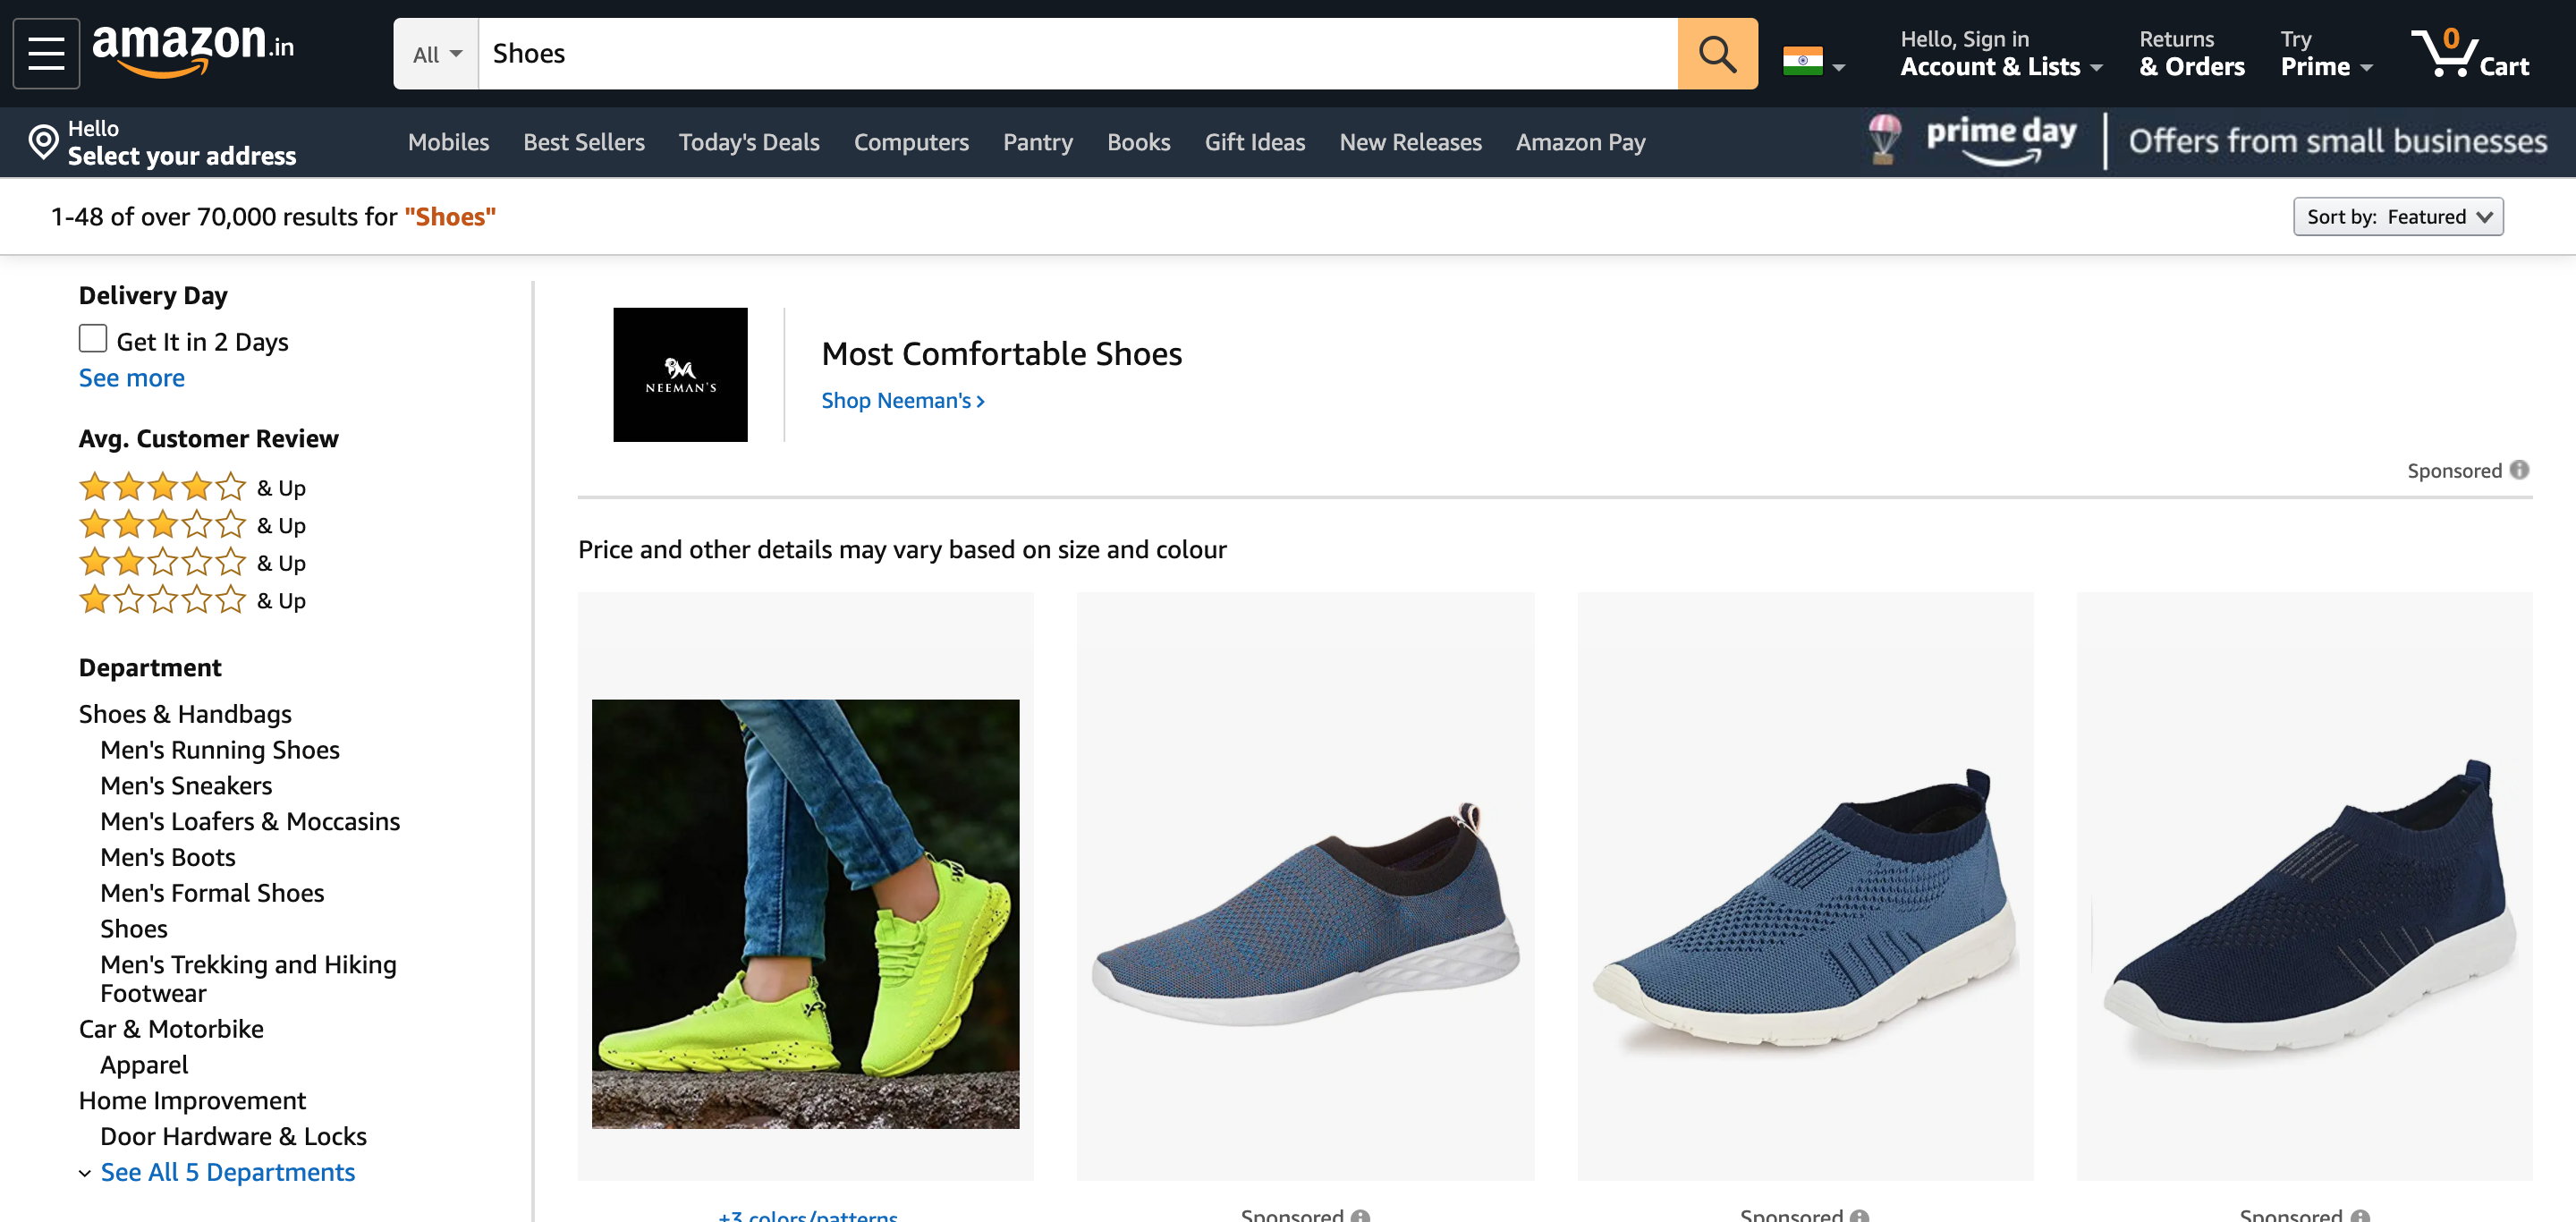 amazon.in
All
Shoes
Hello, Sign in
Account & Lists
Returns
& Orders
Try
Prime
0
Cart
Hello
Select your address
Mobiles
Best Sellers
Today's Deals
Computers
Pantry
Books
Gift Ideas
New Releases
Amazon Pay
prime day
Offers from small businesses
1-48 of over 70,000 results for "Shoes"
Sort by: Featured
Delivery Day
Get It in 2 Days
See more
Avg. Customer Review
& Up
& Up
& Up
& Up
Department
Shoes & Handbags
Men's Running Shoes
Men's Sneakers
Men's Loafers & Moccasins
Men's Boots
Men's Formal Shoes
Shoes
Men's Trekking and Hiking
Footwear
Car & Motorbike
Apparel
Home Improvement
Door Hardware & Locks
See All 5 Departments
NEEMAN'S
Most Comfortable Shoes
Shop Neeman's ›
Sponsored
Price and other details may vary based on size and colour
+3 colors/patterns
Sponsored
Sponsored
Sponsored